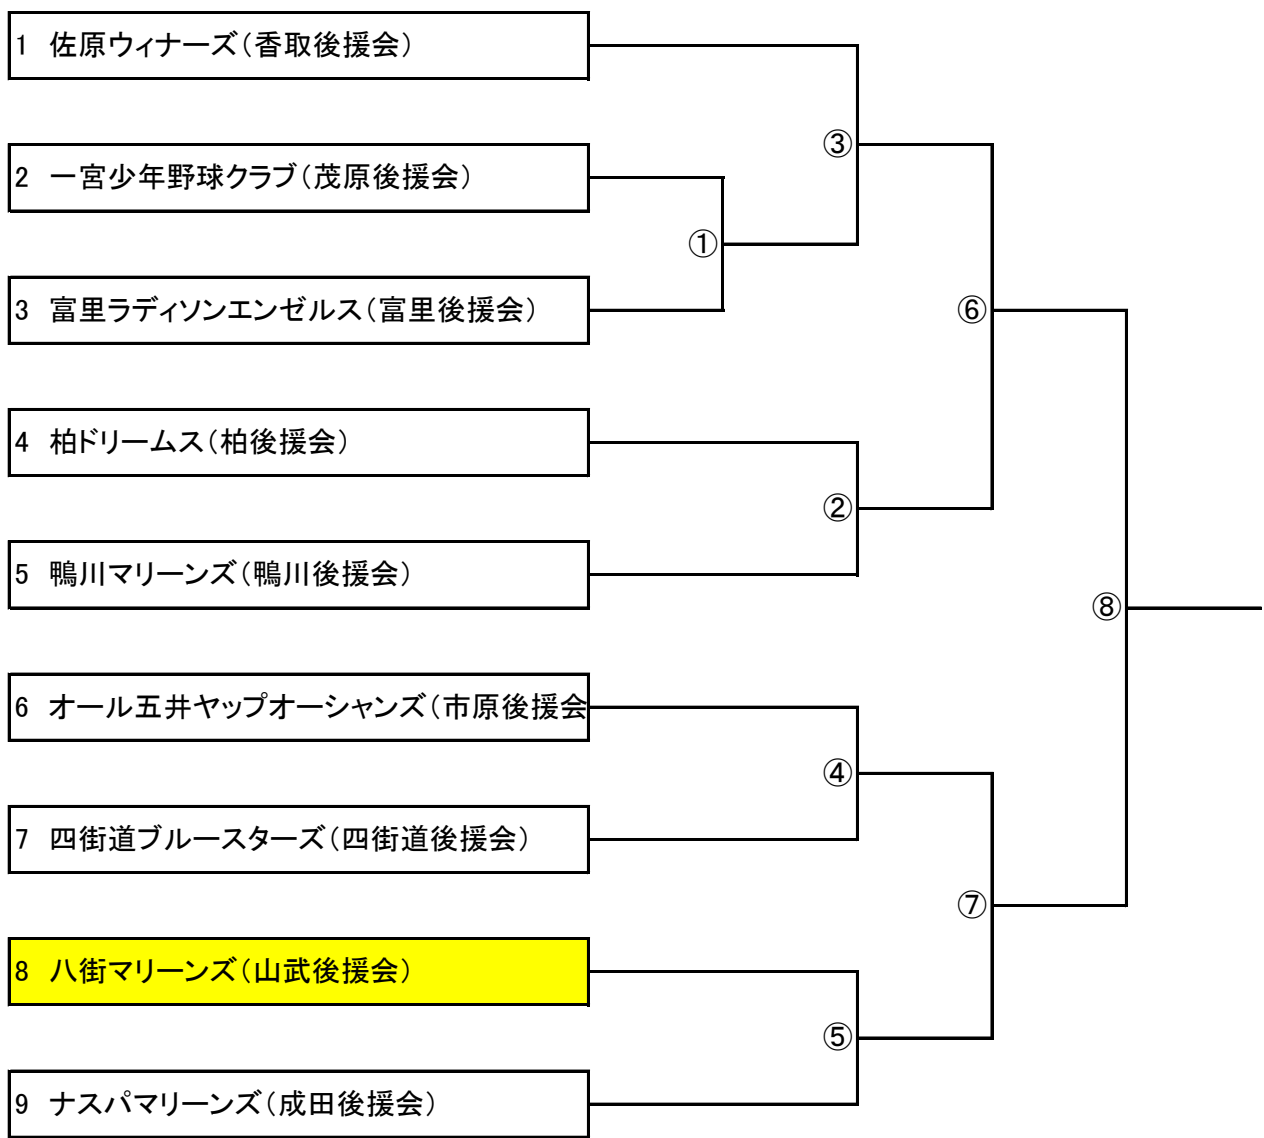 1 佐原ウィナーズ（香取後援会）
③
2 一宮少年野球クラブ（茂原後援会）
①
3 富里ラディソンエンゼルス（富里後援会）
⑥
4 柏ドリームス（柏後援会）
②
5 鴨川マリーンズ（鴨川後援会）
⑧
6 オール五井ヤップオーシャンズ（市原後援会
④
7 四街道ブルースターズ（四街道後援会）
⑦
8 八街マリーンズ（山武後援会）
⑤
9 ナスパマリーンズ（成田後援会）